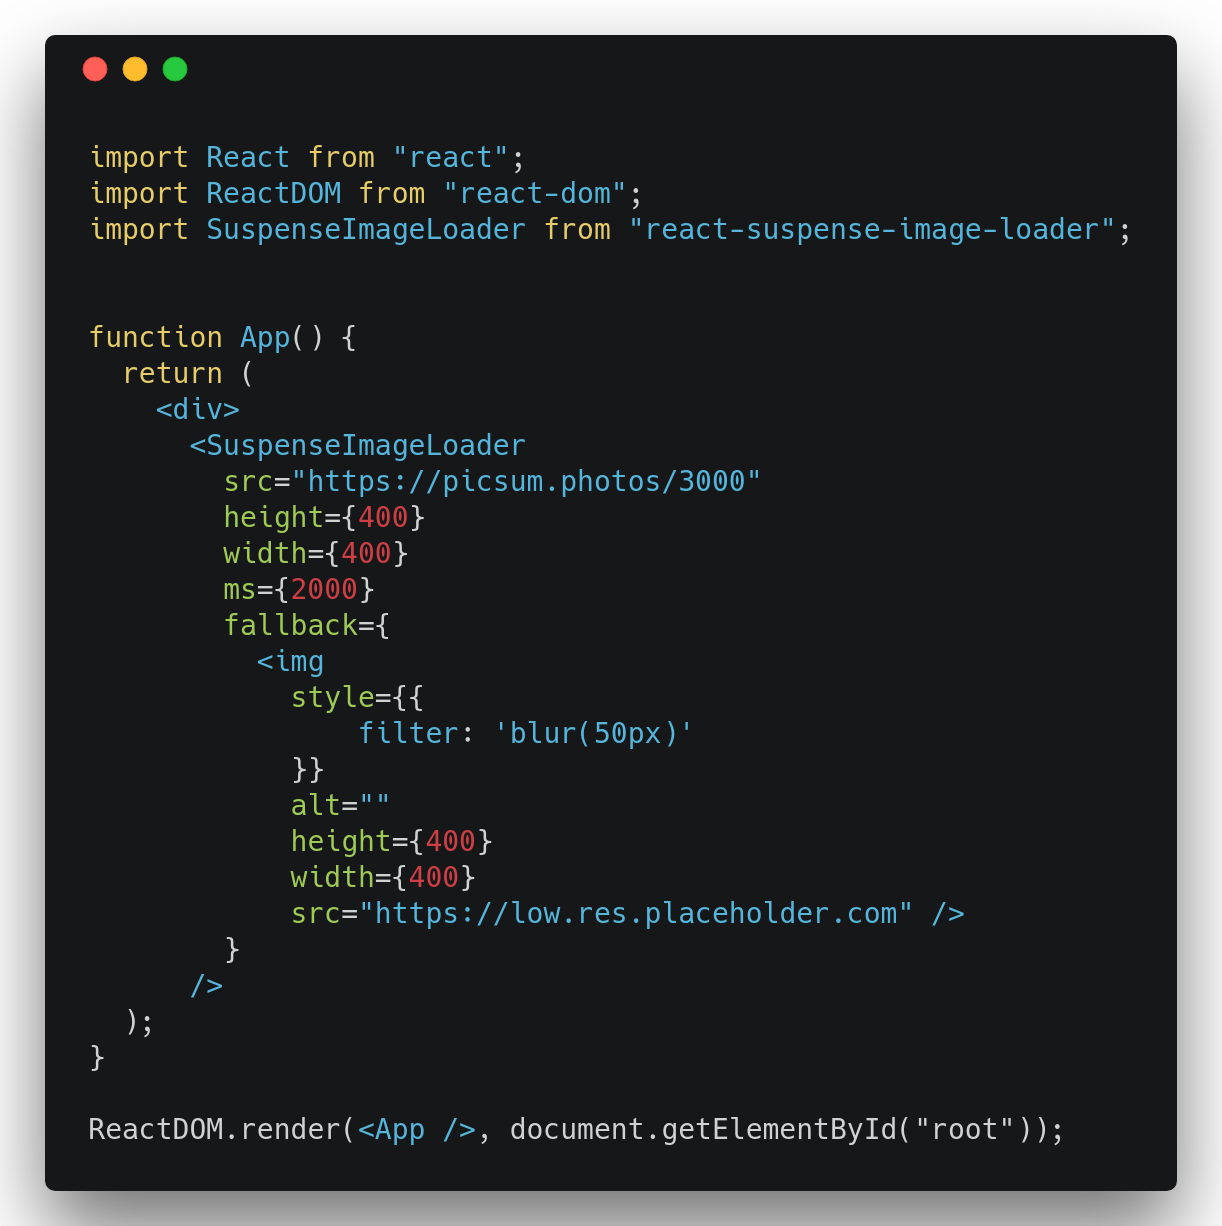 import React from "react";
import ReactDOM from "react-dom";
import SuspenseImageLoader from "react-suspense-image-loader";
function App() {
  return (
    <div>
      <SuspenseImageLoader
        src="https://picsum.photos/3000"
        height={400}
        width={400}
        ms={2000}
        fallback={
          <img
            style={{
                filter: 'blur(50px)'
            }}
            alt=""
            height={400}
            width={400}
            src="https://low.res.placeholder.com" />
        }
      />
  );
}
ReactDOM.render(<App />, document.getElementById("root"));